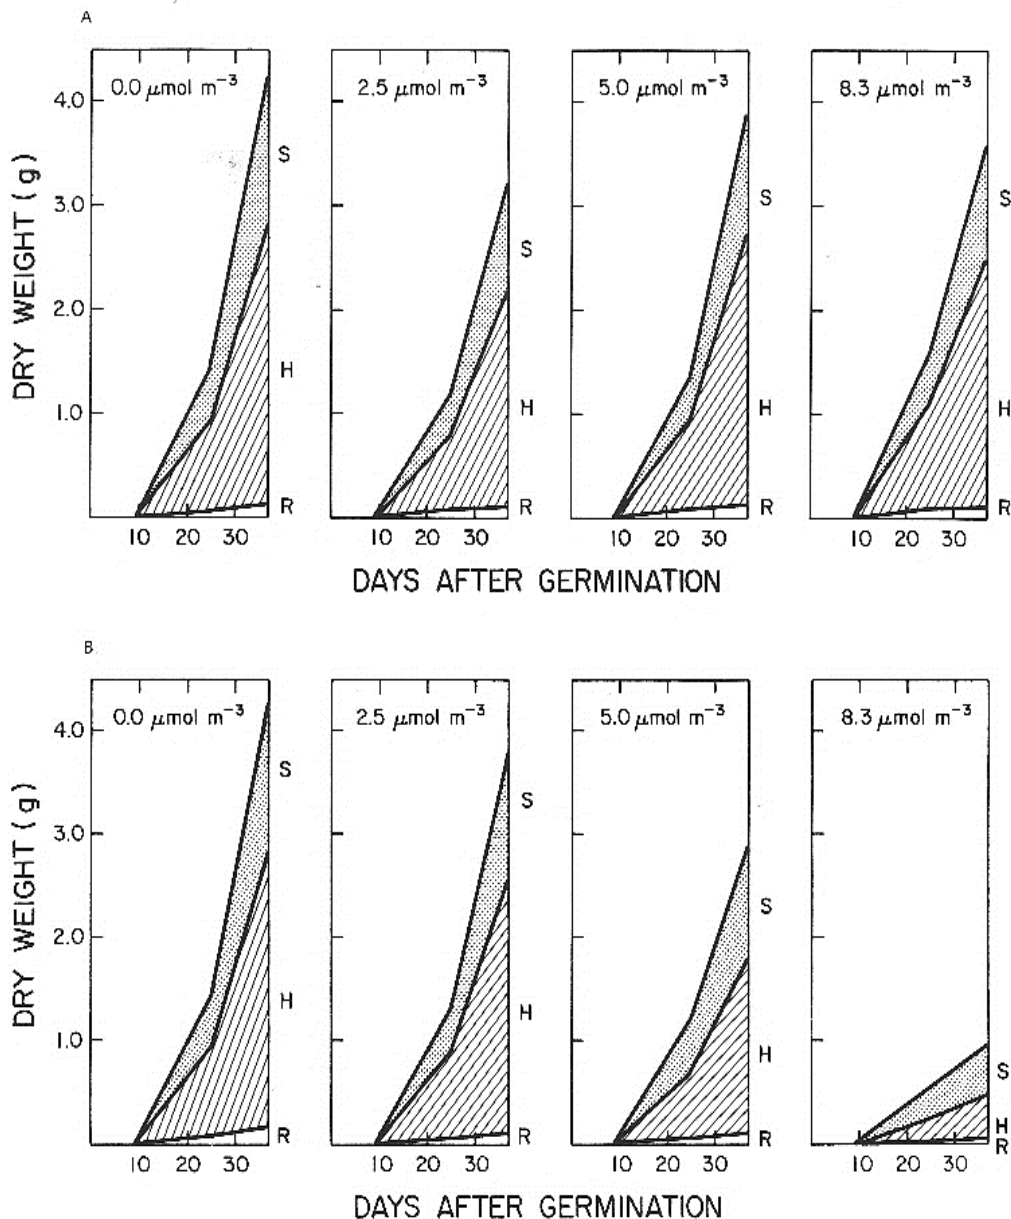 A
0.0 μmol m⁻³ 2.5 μmol m⁻³ 5.0 μmol m⁻³ 8.3 μmol m⁻³
DRY WEIGHT (g)
4.0
3.0
2.0
1.0
S H R
S H R
S H R
S H R
10 20 30 10 20 30 10 20 30 10 20 30
DAYS AFTER GERMINATION
B
0.0 μmol m⁻³ 2.5 μmol m⁻³ 5.0 μmol m⁻³ 8.3 μmol m⁻³
DRY WEIGHT (g)
4.0
3.0
2.0
1.0
S H R
S H R
S H R
S H R
10 20 30 10 20 30 10 20 30 10 20 30
DAYS AFTER GERMINATION